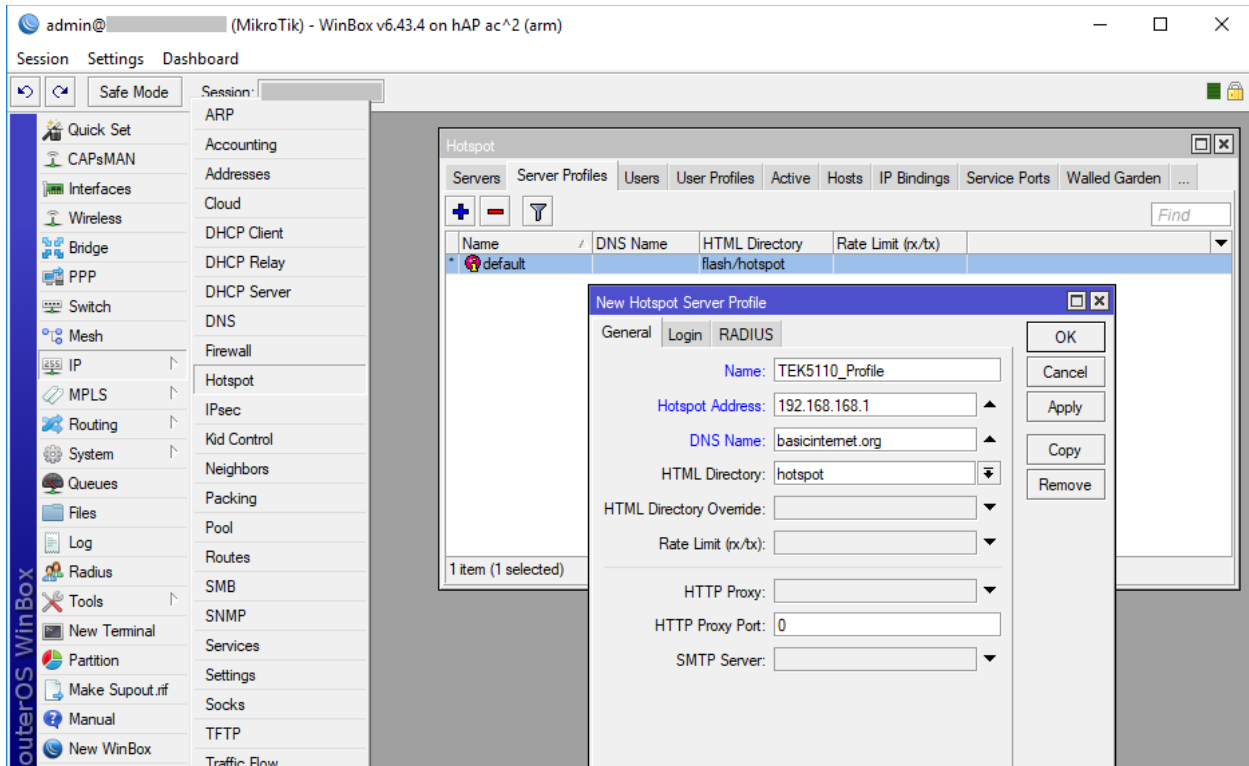 admin@ (MikroTik) - WinBox v6.43.4 on hAP ac^2 (arm)
Session Settings Dashboard
Safe Mode Session:
Quick Set
CAPsMAN
Interfaces
Wireless
Bridge
PPP
Switch
Mesh
IP
MPLS
Routing
System
Queues
Files
Log
Radius
Tools
New Terminal
Partition
Make Supout.rif
Manual
New WinBox
outerOS WinBox
ARP
Accounting
Addresses
Cloud
DHCP Client
DHCP Relay
DHCP Server
DNS
Firewall
Hotspot
IPsec
Kid Control
Neighbors
Packing
Pool
Routes
SMB
SNMP
Services
Settings
Socks
TFTP
Traffic Flow
Hotspot
Servers Server Profiles Users User Profiles Active Hosts IP Bindings Service Ports Walled Garden ...
Find
Name / DNS Name HTML Directory Rate Limit (rx/tx)
* default flash/hotspot
1 item (1 selected)
New Hotspot Server Profile
General Login RADIUS
Name: TEK5110_Profile
Hotspot Address: 192.168.168.1
DNS Name: basicinternet.org
HTML Directory: hotspot
HTML Directory Override:
Rate Limit (rx/tx):
HTTP Proxy:
HTTP Proxy Port: 0
SMTP Server:
OK
Cancel
Apply
Copy
Remove